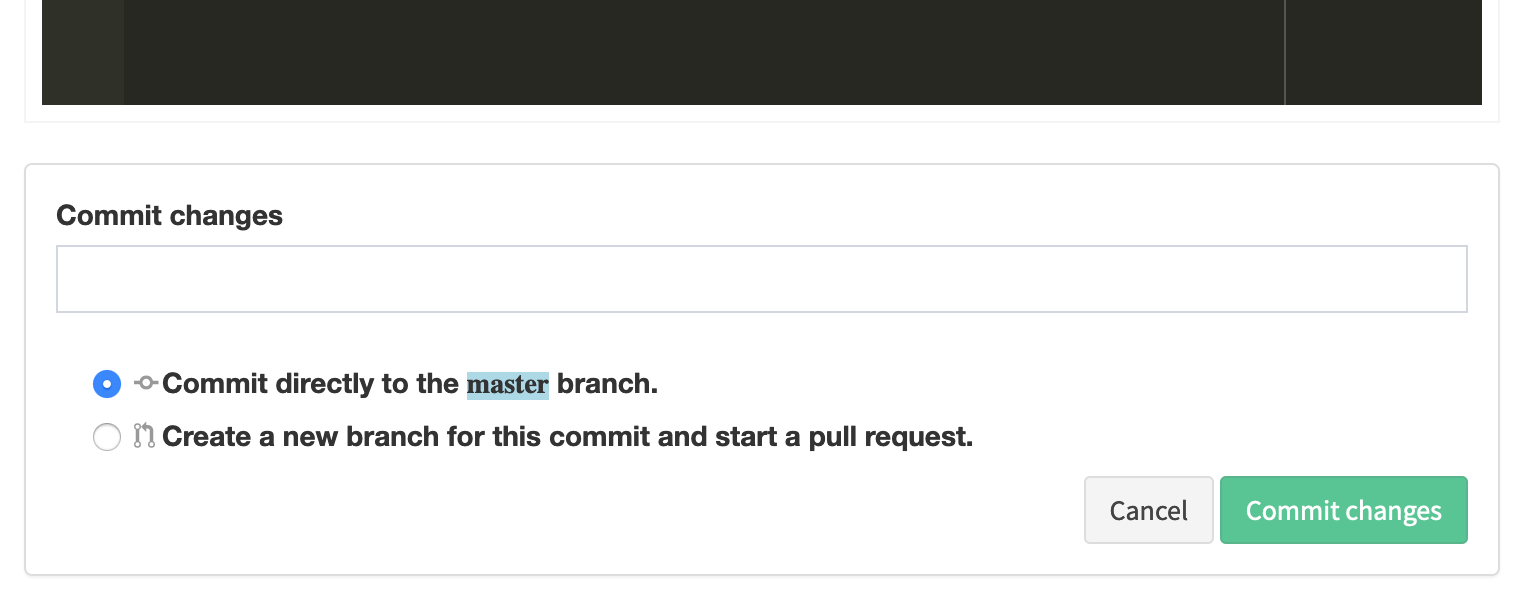 Commit changes
Commit directly to the master branch.
Create a new branch for this commit and start a pull request.
Cancel
Commit changes